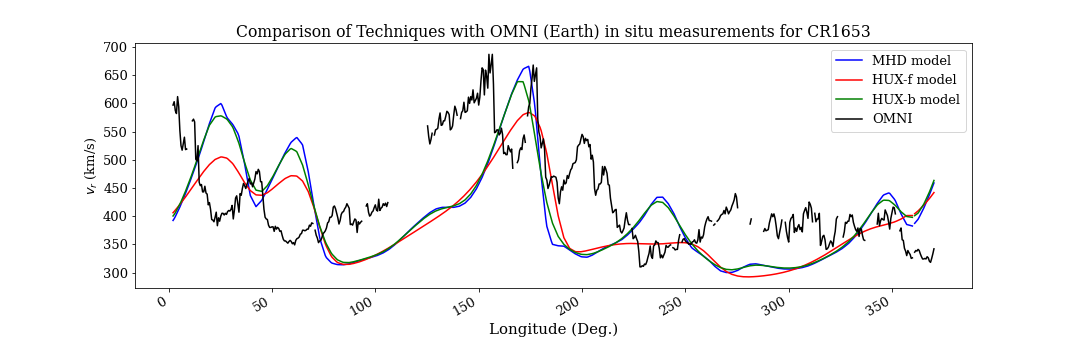 Comparison of Techniques with OMNI (Earth) in situ measurements for CR1653
700
650
600
550
500
450
400
350
300
v_r (km/s)
MHD model
HUX-f model
HUX-b model
OMNI
0
50
100
150
200
250
300
350
Longitude (Deg.)